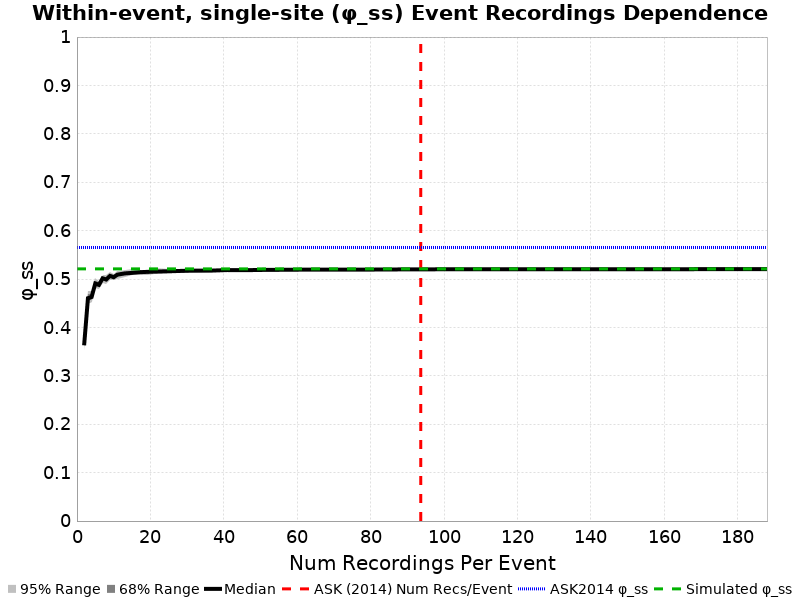 Within-event, single-site (φ_ss) Event Recordings Dependence
1
0.9
0.8
0.7
0.6
0.5
0.4
0.3
0.2
0.1
0
φ_ss
0 20 40 60 80 100 120 140 160 180
Num Recordings Per Event
95% Range 68% Range Median ASK (2014) Num Recs/Event ASK2014 φ_ss Simulated φ_ss